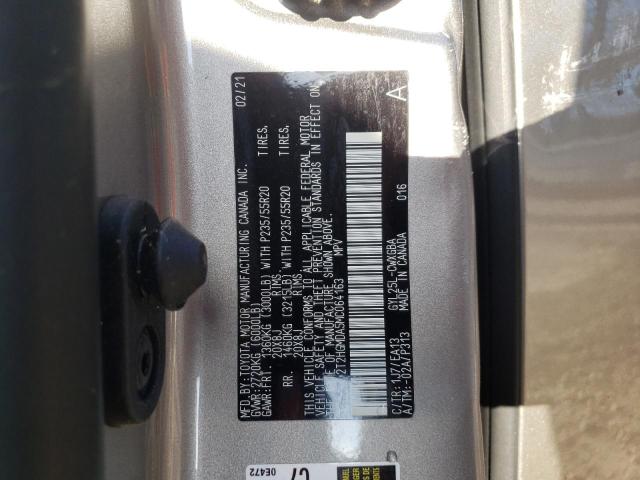 MFD.BY:TOYOTA MOTOR MANUFACTURING CANADA INC. 02/21
GVWR:2720KG(6000LB)
GAWR:FRT. 1360KG(3000LB) WITH P235/55R20 TIRES,
20X8J RIMS,
RR. 1460KG(3215LB) WITH P235/55R20 TIRES,
20X8J RIMS,
THIS VEHICLE CONFORMS TO ALL APPLICABLE FEDERAL MOTOR
VEHICLE SAFETY AND THEFT PREVENTION STANDARDS IN EFFECT ON
THE DATE OF MANUFACTURE SHOWN ABOVE.
2T2HGMDA5MC064163 MPV
C/TR:1J7/EA13 GYL25L-CWXGBA
A/TM:-02A/P313 MADE IN CANADA 016
A
0E472